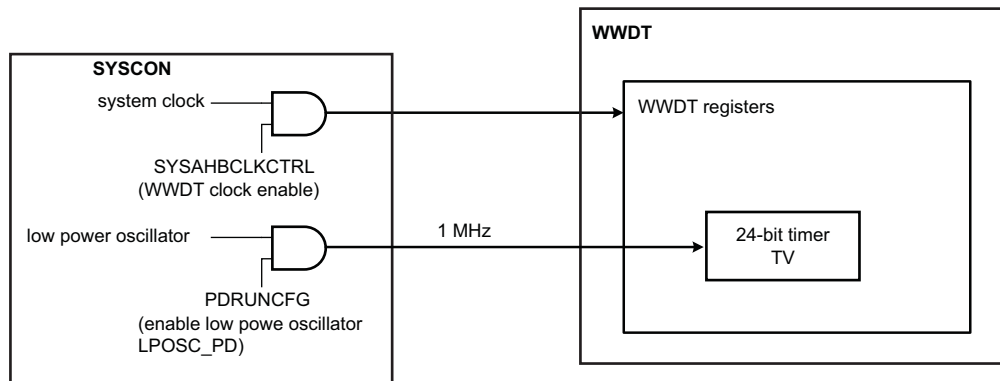 WWDT
SYSCON
system clock
WWDT registers
SYSAHBCLKCTRL
(WWDT clock enable)
low power oscillator
1 MHz
24-bit timer
TV
PDRUNCFG
(enable low powe oscillator
LPOSC_PD)